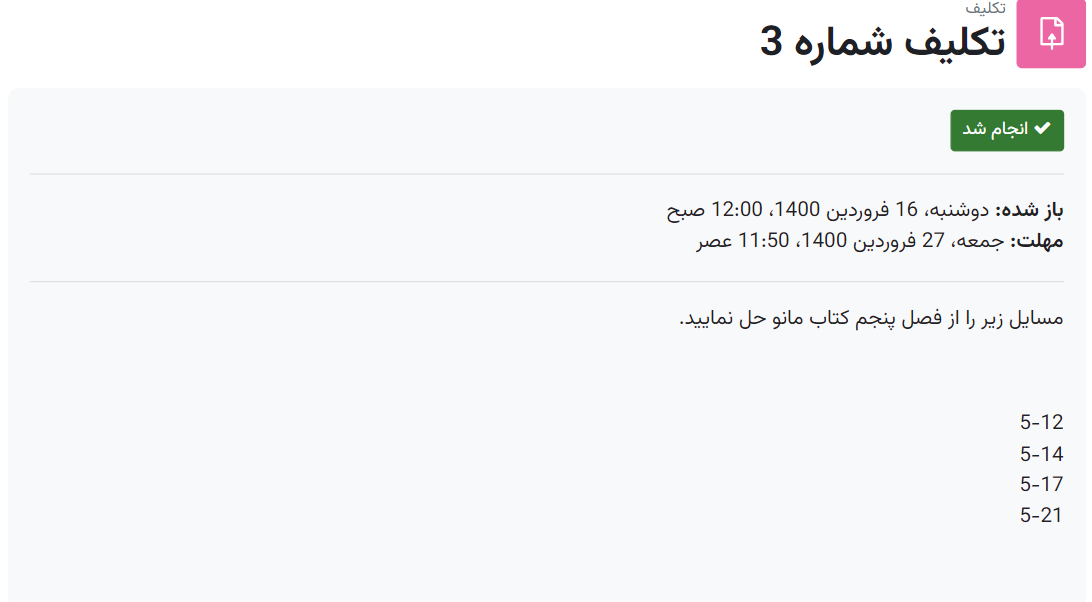 تکلیف
تکلیف شماره 3
انجام شد
باز شده: دوشنبه، 16 فروردین 1400، 12:00 صبح
مهلت: جمعه، 27 فروردین 1400، 11:50 عصر
مسایل زیر را از فصل پنجم کتاب مانو حل نمایید.
5-12
5-14
5-17
5-21